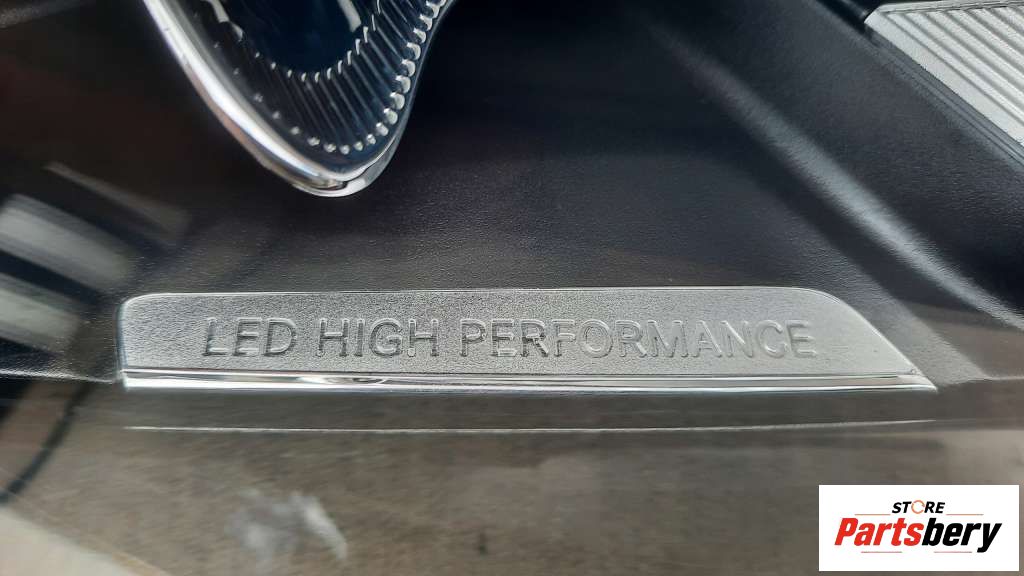 LED HIGH PERFORMANCE
STORE
Partsbery